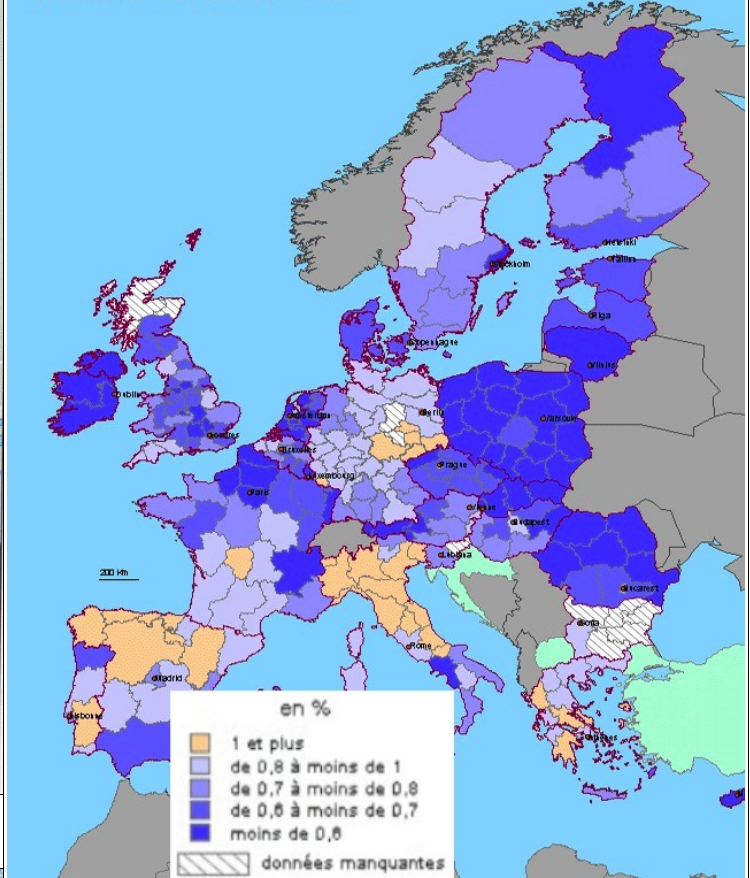 Helsinki
Tallinn
Stockholm
Riga
Copenhague
Vilnius
Dublin
Amsterdam
Berlin
Varsovie
Londres
Bruxelles
Prague
Luxembourg
Paris
Vienne
Budapest
Ljubljana
200 km
Bucarest
Sofia
Rome
Madrid
Lisbonne
Athènes
en %
1 et plus
de 0,8 à moins de 1
de 0,7 à moins de 0,8
de 0,6 à moins de 0,7
moins de 0,6
données manquantes